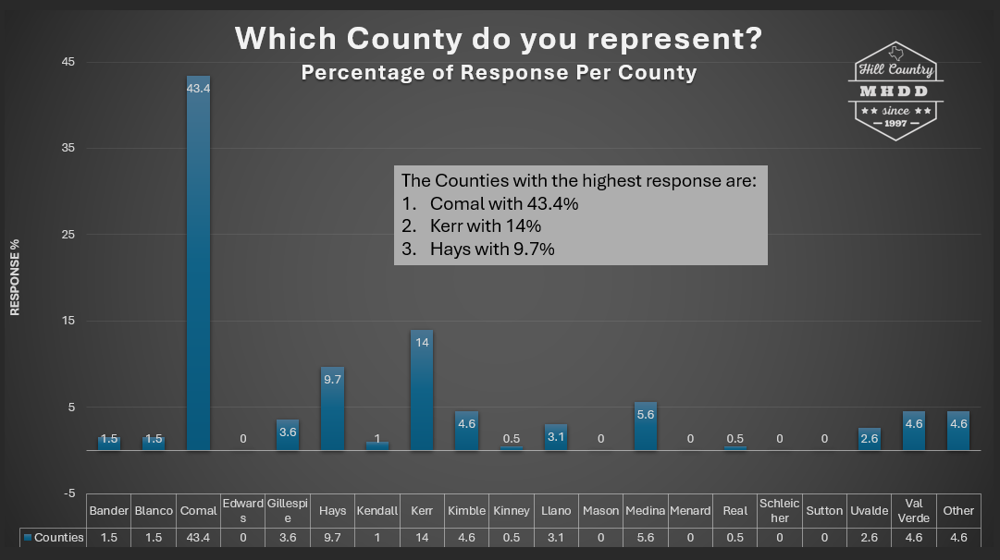 Which County do you represent?
Percentage of Response Per County
Hill Country
MHDD
★★ since ★★
1997
RESPONSE %
45
35
25
15
5
-5
The Counties with the highest response are:
1. Comal with 43.4%
2. Kerr with 14%
3. Hays with 9.7%
1.5 1.5 43.4 0 3.6 9.7 1 14 4.6 0.5 3.1 0 5.6 0 0.5 0 0 2.6 4.6 4.6
Bander Blanco Comal Edwards Gillespie Hays Kendall Kerr Kimble Kinney Llano Mason Medina Menard Real Schleicher Sutton Uvalde Val Verde Other
Counties 1.5 1.5 43.4 0 3.6 9.7 1 14 4.6 0.5 3.1 0 5.6 0 0.5 0 0 2.6 4.6 4.6